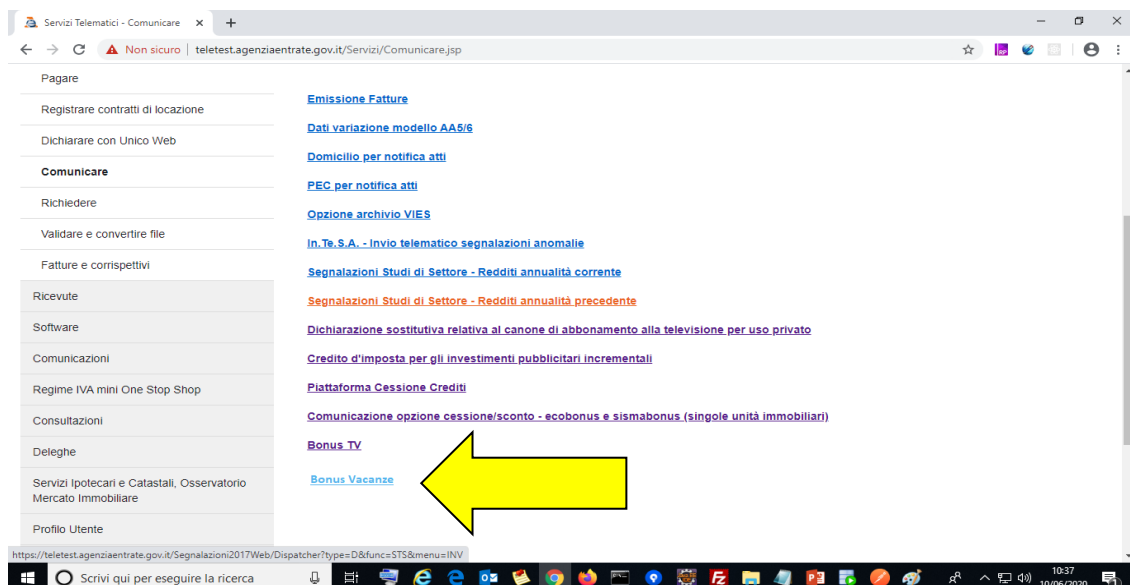 Servizi Telematici - Comunicare
Non sicuro | teletest.agenziaentrate.gov.it/Servizi/Comunicare.jsp
RP
Pagare
Registrare contratti di locazione
Dichiarare con Unico Web
Comunicare
Richiedere
Validare e convertire file
Fatture e corrispettivi
Ricevute
Software
Comunicazioni
Regime IVA mini One Stop Shop
Consultazioni
Deleghe
Servizi Ipotecari e Catastali, Osservatorio
Mercato Immobiliare
Profilo Utente
Emissione Fatture
Dati variazione modello AA5/6
Domicilio per notifica atti
PEC per notifica atti
Opzione archivio VIES
In.Te.S.A. - Invio telematico segnalazioni anomalie
Segnalazioni Studi di Settore - Redditi annualità corrente
Segnalazioni Studi di Settore - Redditi annualità precedente
Dichiarazione sostitutiva relativa al canone di abbonamento alla televisione per uso privato
Credito d'imposta per gli investimenti pubblicitari incrementali
Piattaforma Cessione Crediti
Comunicazione opzione cessione/sconto - ecobonus e sismabonus (singole unità immobiliari)
Bonus TV
Bonus Vacanze
https://teletest.agenziaentrate.gov.it/Segnalazioni2017Web/Dispatcher?type=D&func=STS&menu=INV
Scrivi qui per eseguire la ricerca
10:37
10/06/2020